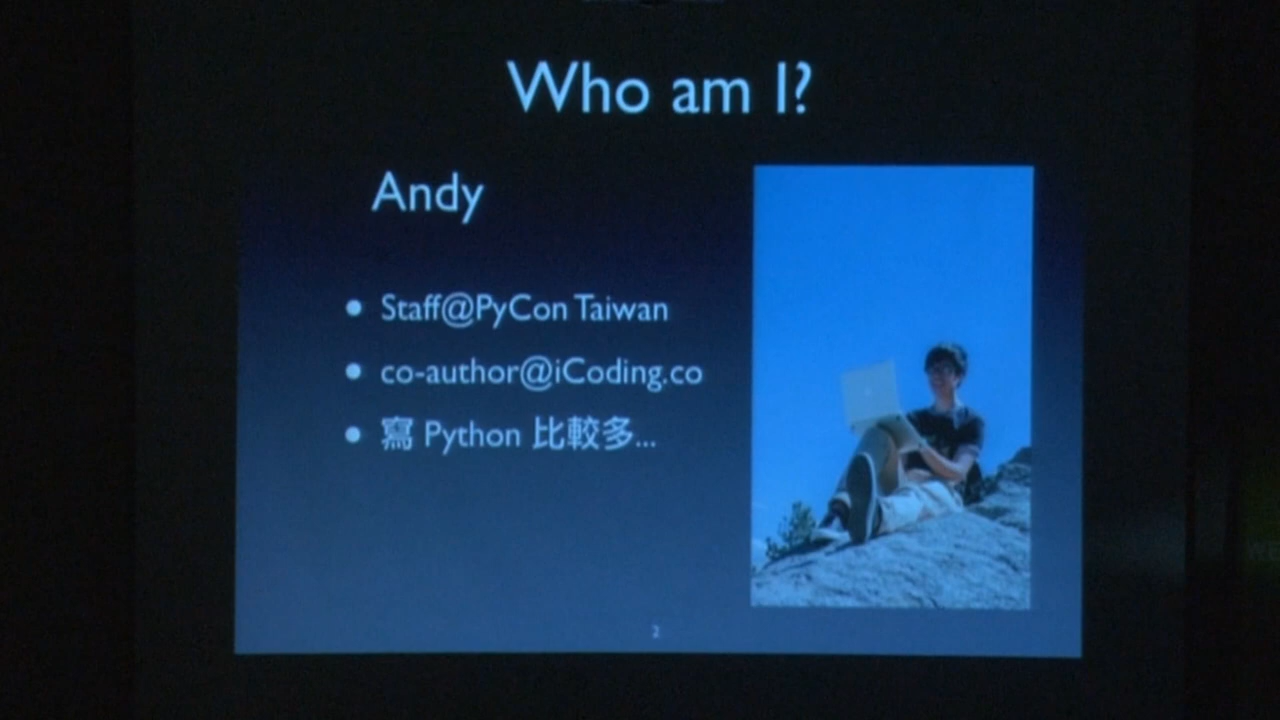 Who am I?
Andy
• Staff@PyCon Taiwan
• co-author@iCoding.co
• 寫 Python 比較多...
2